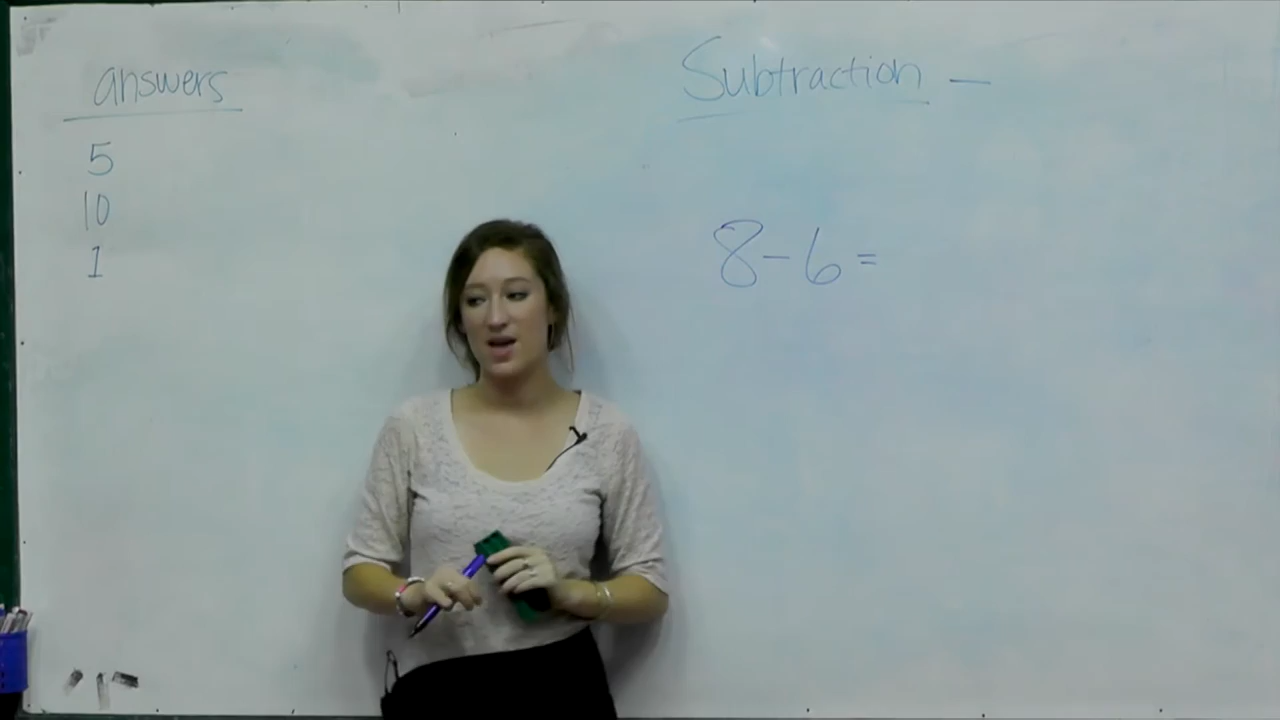 answers
5
10
1
Subtraction –
8-6=